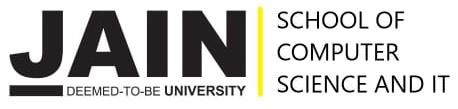 JAIN
DEEMED-TO-BE UNIVERSITY
SCHOOL OF
COMPUTER
SCIENCE AND IT